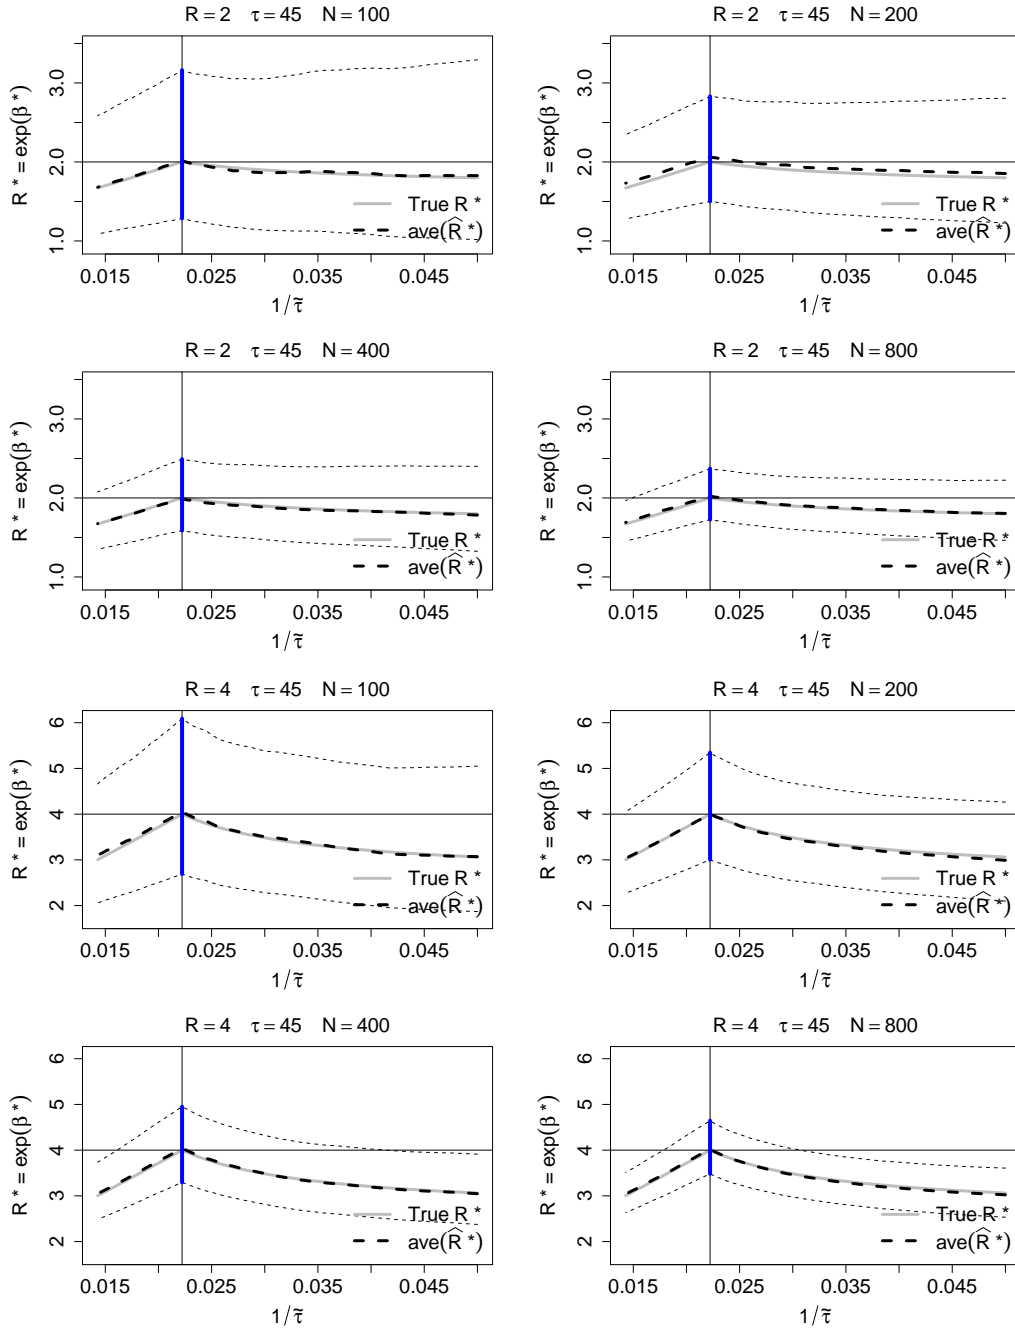 R = 2 τ = 45 N = 100
R * = exp(β *)
1.0 2.0 3.0
True R *
ave(R̂ *)
0.015 0.025 0.035 0.045
1/τ̃
R = 2 τ = 45 N = 200
R * = exp(β *)
1.0 2.0 3.0
True R *
ave(R̂ *)
0.015 0.025 0.035 0.045
1/τ̃
R = 2 τ = 45 N = 400
R * = exp(β *)
1.0 2.0 3.0
True R *
ave(R̂ *)
0.015 0.025 0.035 0.045
1/τ̃
R = 2 τ = 45 N = 800
R * = exp(β *)
1.0 2.0 3.0
True R *
ave(R̂ *)
0.015 0.025 0.035 0.045
1/τ̃
R = 4 τ = 45 N = 100
R * = exp(β *)
2 3 4 5 6
True R *
ave(R̂ *)
0.015 0.025 0.035 0.045
1/τ̃
R = 4 τ = 45 N = 200
R * = exp(β *)
2 3 4 5 6
True R *
ave(R̂ *)
0.015 0.025 0.035 0.045
1/τ̃
R = 4 τ = 45 N = 400
R * = exp(β *)
2 3 4 5 6
True R *
ave(R̂ *)
0.015 0.025 0.035 0.045
1/τ̃
R = 4 τ = 45 N = 800
R * = exp(β *)
2 3 4 5 6
True R *
ave(R̂ *)
0.015 0.025 0.035 0.045
1/τ̃